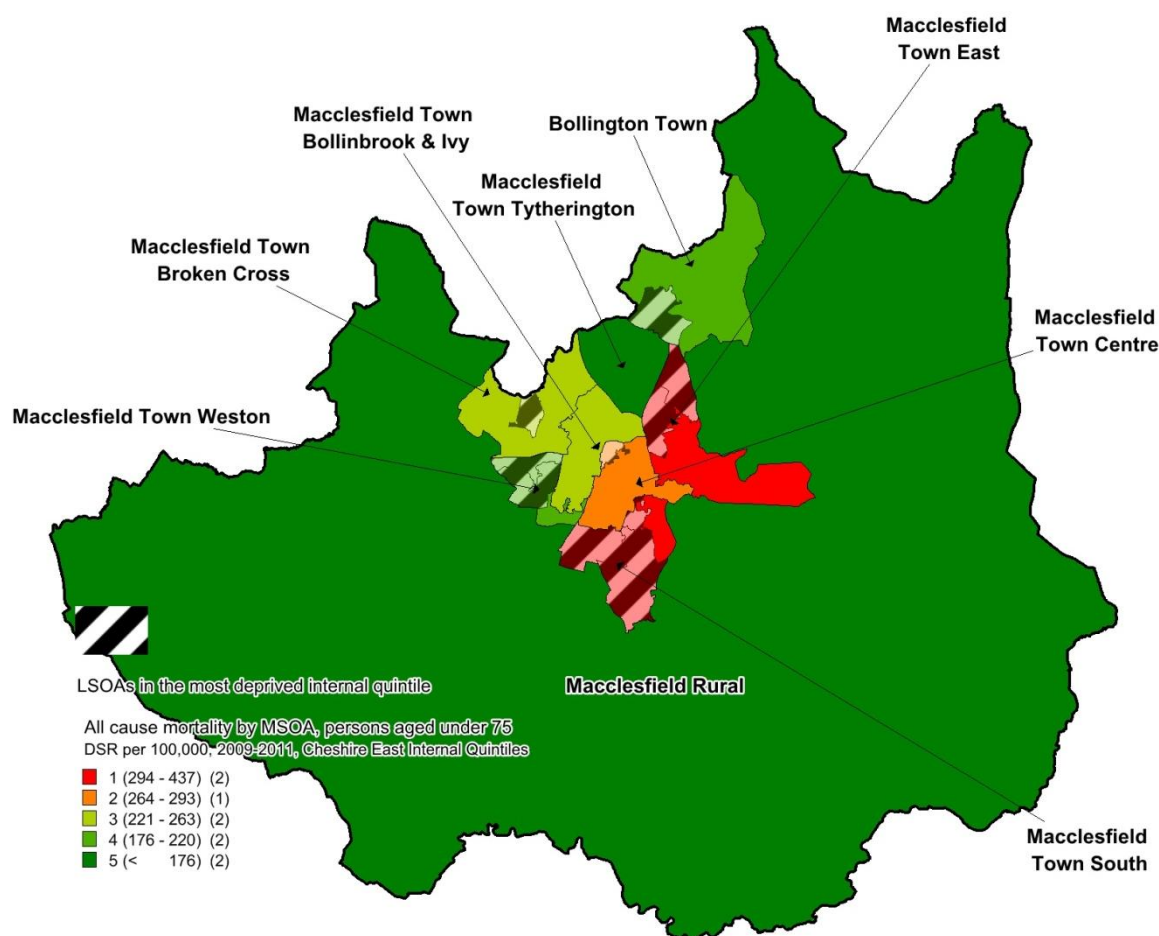 Macclesfield
Town East
Macclesfield Town
Bollinbrook & Ivy
Bollington Town
Macclesfield
Town Tytherington
Macclesfield Town
Broken Cross
Macclesfield
Town Centre
Macclesfield Town Weston
LSOAs in the most deprived internal quintile
Macclesfield Rural
All cause mortality by MSOA, persons aged under 75
DSR per 100,000, 2009-2011, Cheshire East Internal Quintiles
1 (294 - 437) (2)
2 (264 - 293) (1)
3 (221 - 263) (2)
4 (176 - 220) (2)
5 (< 176) (2)
Macclesfield
Town South